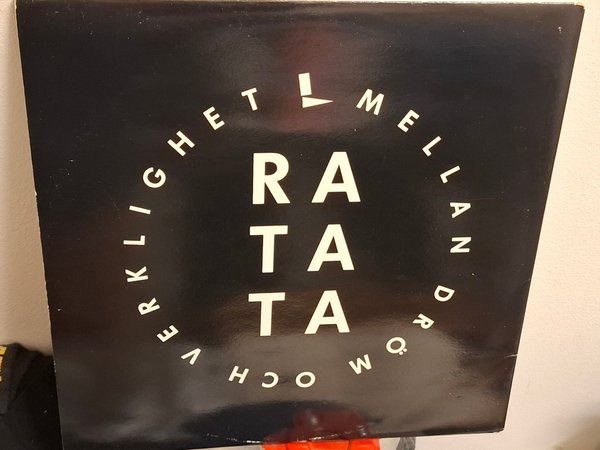 RA
TA
TA
MELLAN DRÖM OCH VERKLIGHET